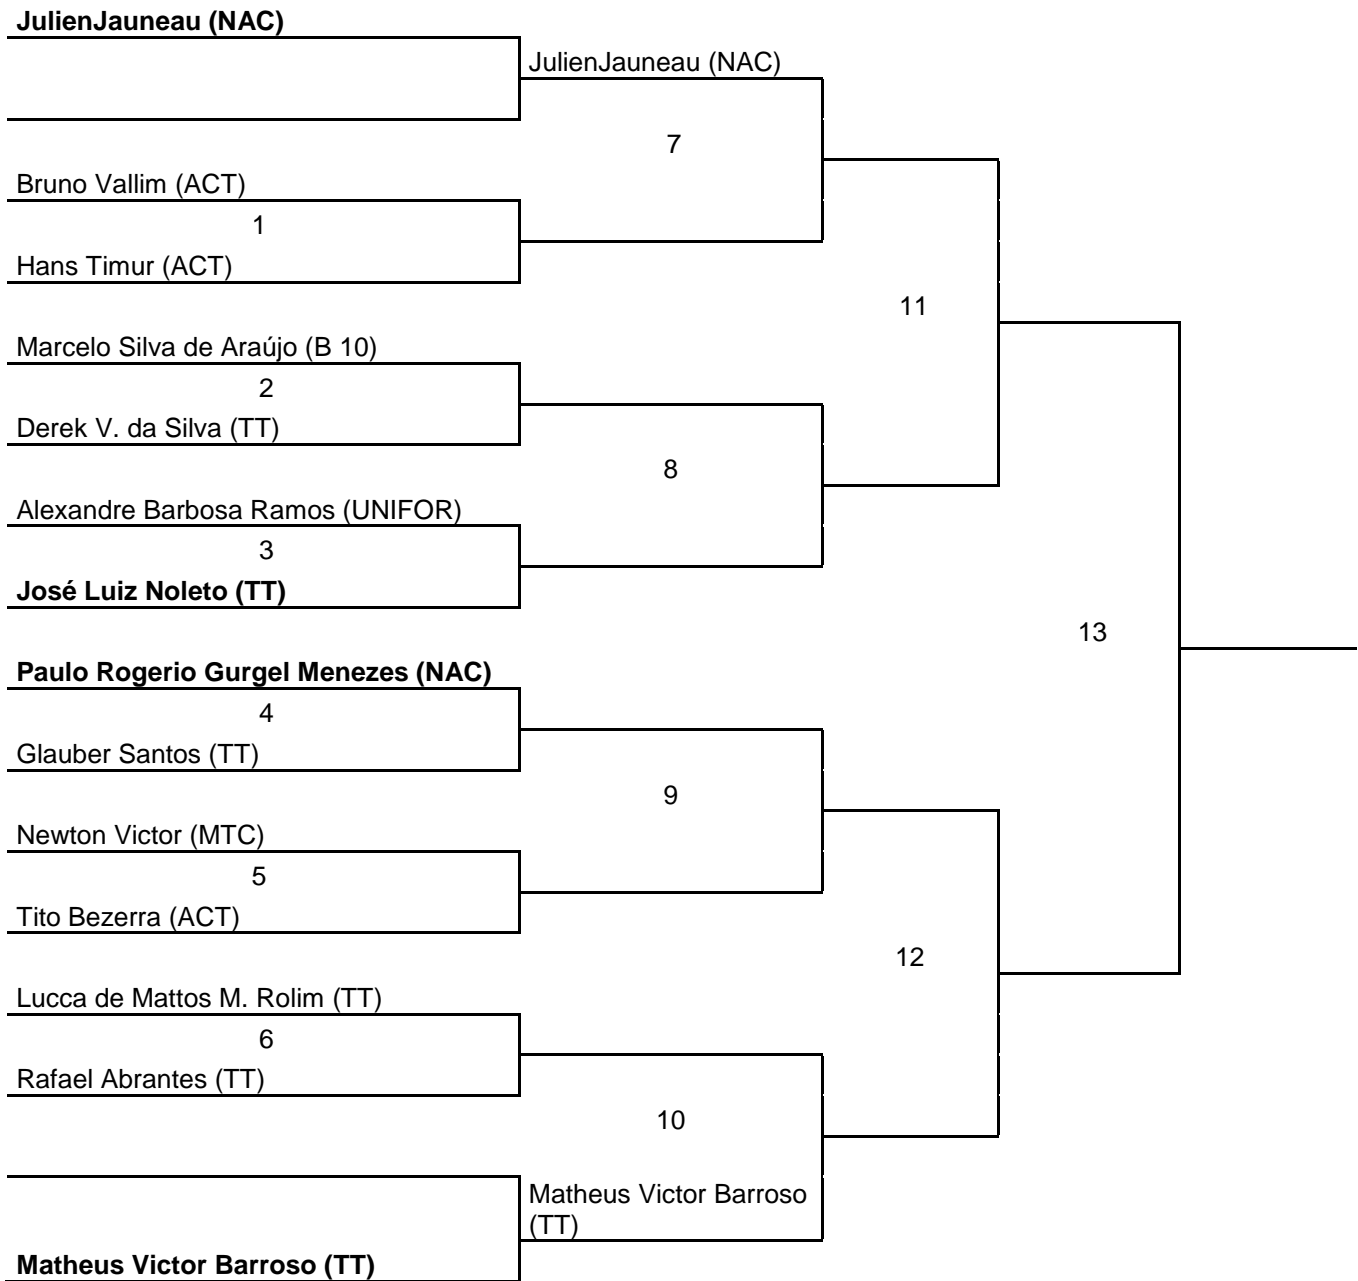 JulienJauneau (NAC)
JulienJauneau (NAC)
7
Bruno Vallim (ACT)
1
Hans Timur (ACT)
11
Marcelo Silva de Araújo (B 10)
2
Derek V. da Silva (TT)
8
Alexandre Barbosa Ramos (UNIFOR)
3
José Luiz Noleto (TT)
13
Paulo Rogerio Gurgel Menezes (NAC)
4
Glauber Santos (TT)
9
Newton Victor (MTC)
5
Tito Bezerra (ACT)
12
Lucca de Mattos M. Rolim (TT)
6
Rafael Abrantes (TT)
10
Matheus Victor Barroso
(TT)
Matheus Victor Barroso (TT)